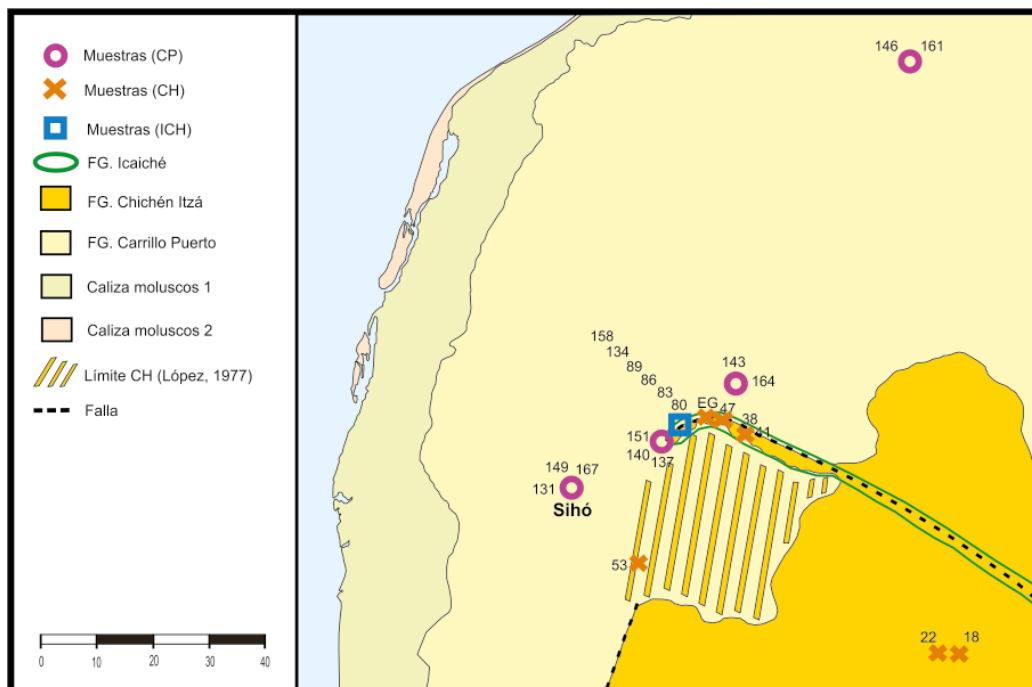 Muestras (CP)
Muestras (CH)
Muestras (ICH)
FG. Icaiché
FG. Chichén Itzá
FG. Carrillo Puerto
Caliza moluscos 1
Caliza moluscos 2
Límite CH (López, 1977)
Falla
0 10 20 30 40
146 161
158
134
89
86
83
80
143
164
EG 47
38
41
151
140 137
149 167
131
Sihó
53
22 18